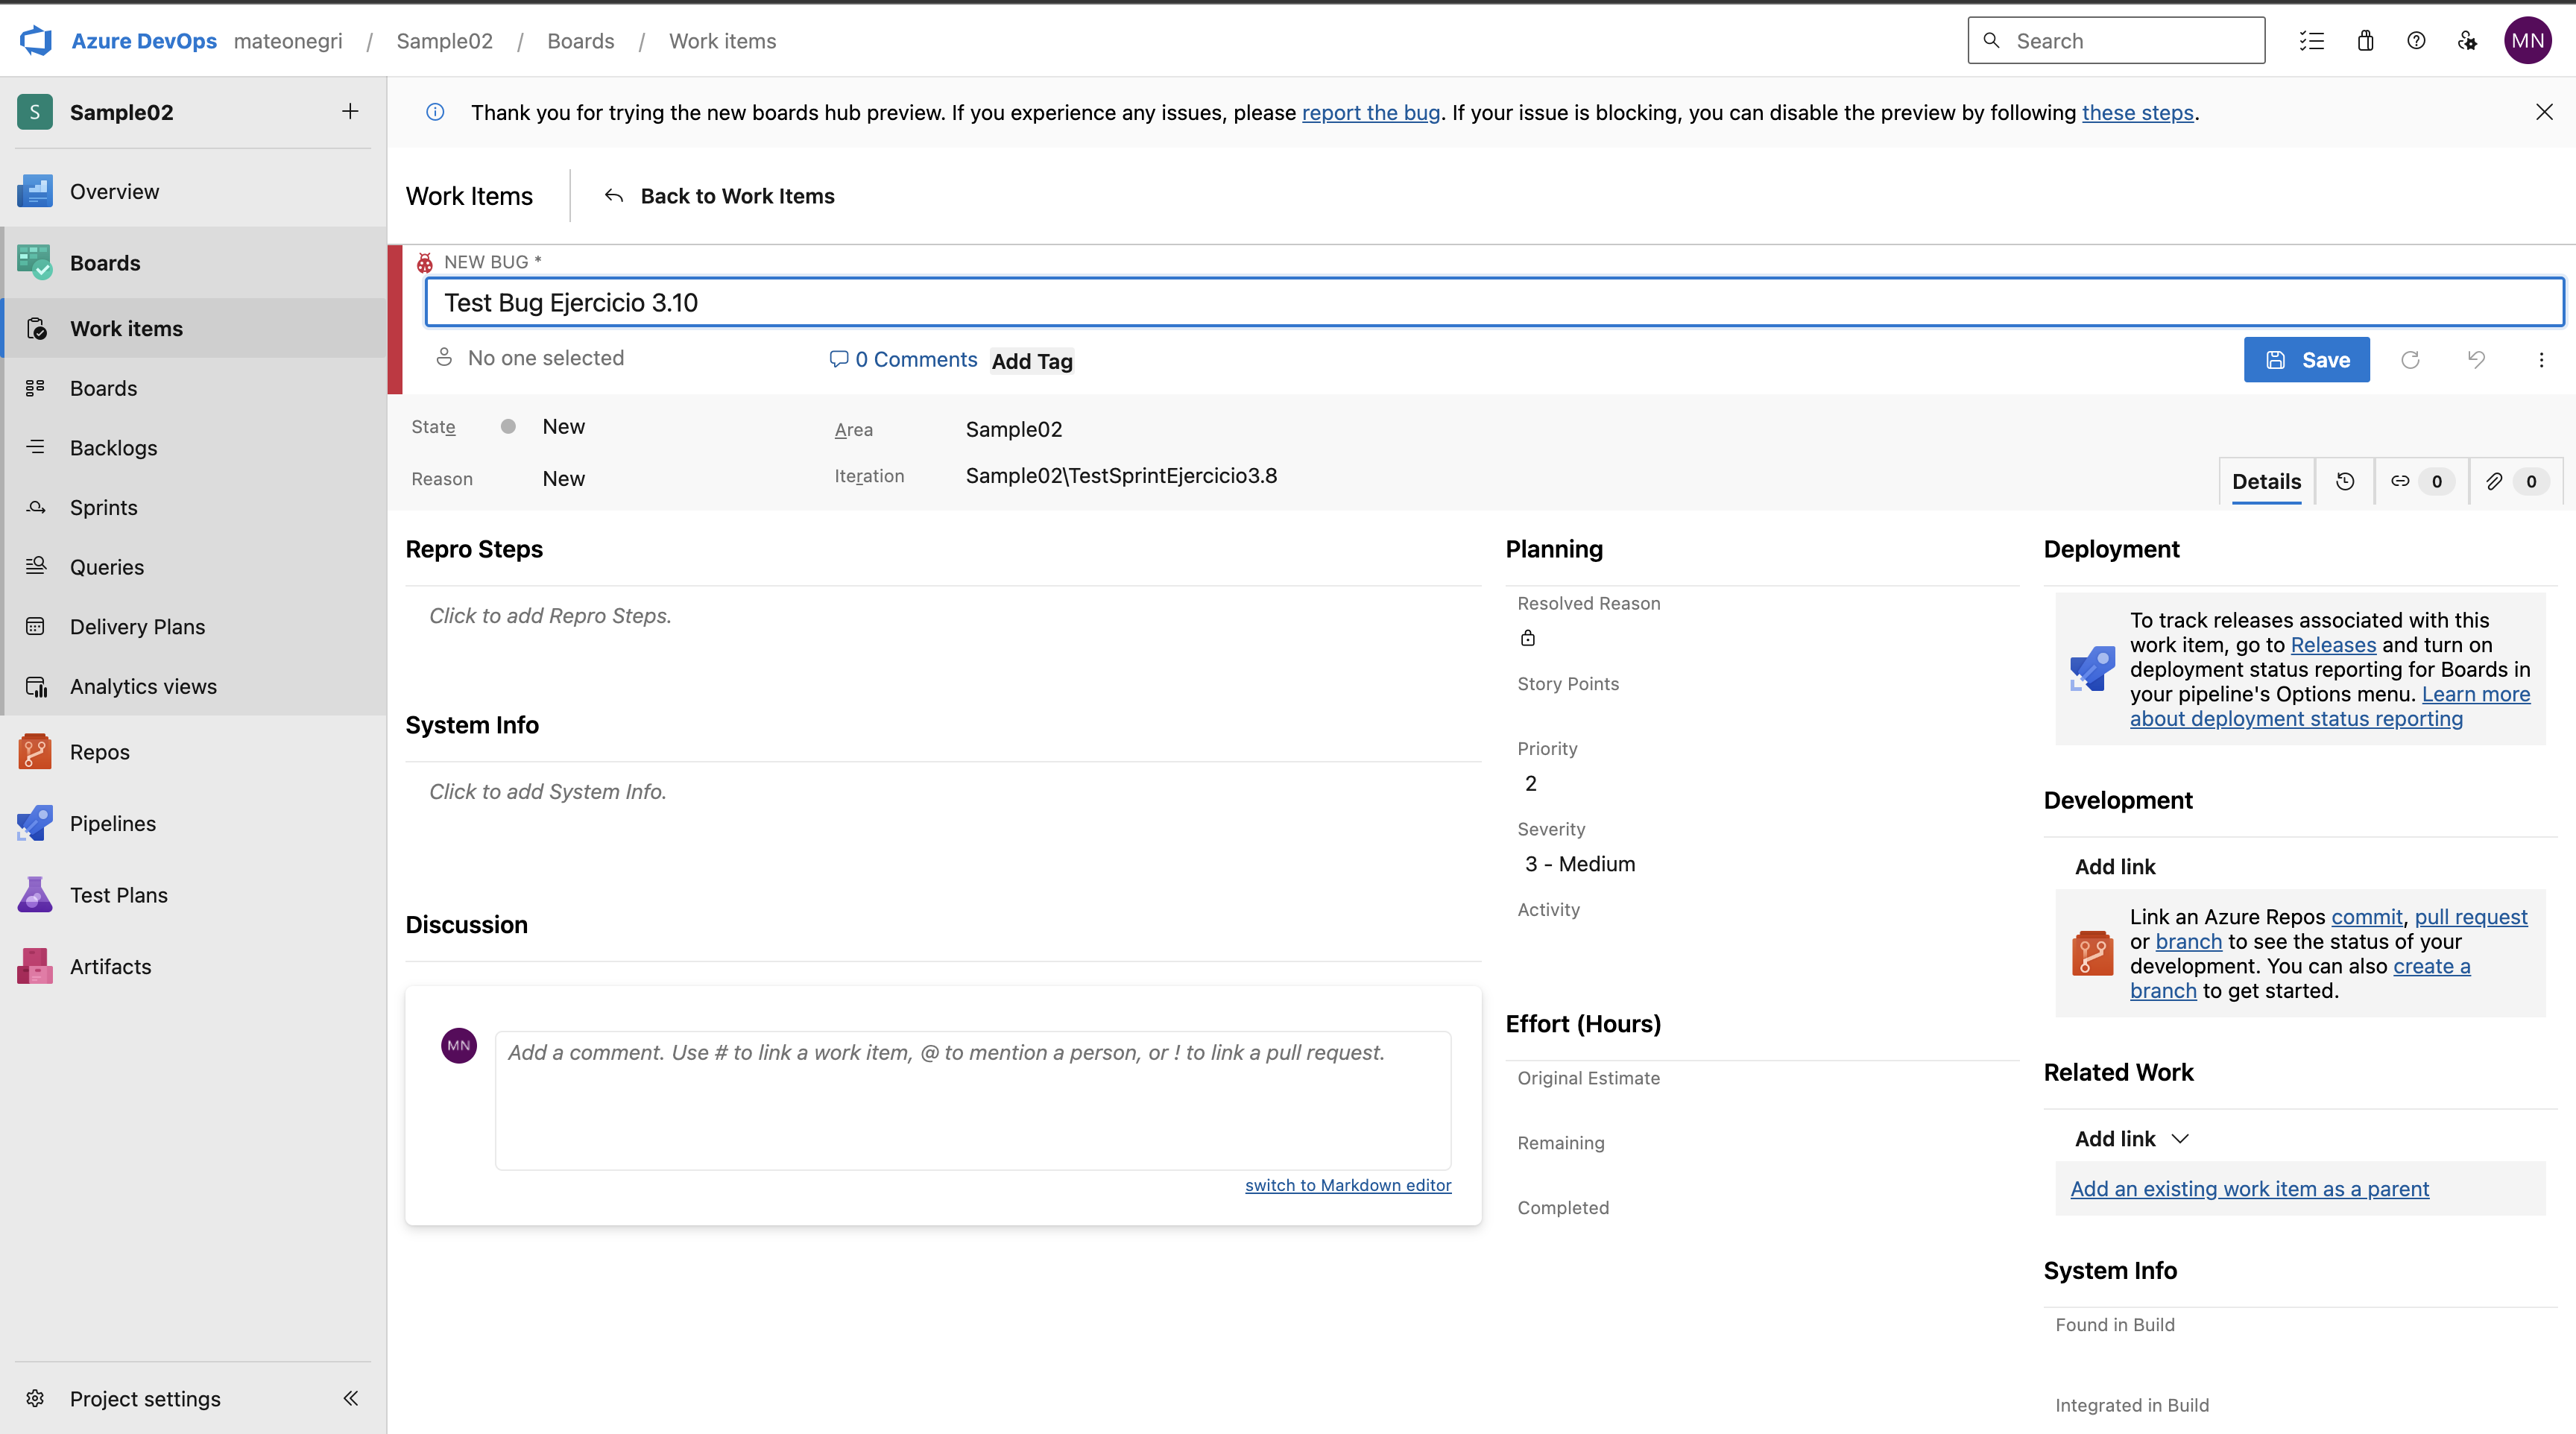 Azure DevOps mateonegri / Sample02 / Boards / Work items
Search
MN
S Sample02
Overview
Boards
Work items
Boards
Backlogs
Sprints
Queries
Delivery Plans
Analytics views
Repos
Pipelines
Test Plans
Artifacts
Project settings
Thank you for trying the new boards hub preview. If you experience any issues, please report the bug. If your issue is blocking, you can disable the preview by following these steps.
Work Items
Back to Work Items
NEW BUG *
Test Bug Ejercicio 3.10
No one selected
0 Comments
Add Tag
Save
State New
Area Sample02
Reason New
Iteration Sample02\TestSprintEjercicio3.8
Details
0
0
Repro Steps
Click to add Repro Steps.
System Info
Click to add System Info.
Discussion
MN
Add a comment. Use # to link a work item, @ to mention a person, or ! to link a pull request.
switch to Markdown editor
Planning
Resolved Reason
Story Points
Priority
2
Severity
3 - Medium
Activity
Effort (Hours)
Original Estimate
Remaining
Completed
Deployment
To track releases associated with this
work item, go to Releases and turn on
deployment status reporting for Boards in
your pipeline's Options menu. Learn more
about deployment status reporting
Development
Add link
Link an Azure Repos commit, pull request
or branch to see the status of your
development. You can also create a
branch to get started.
Related Work
Add link
Add an existing work item as a parent
System Info
Found in Build
Integrated in Build